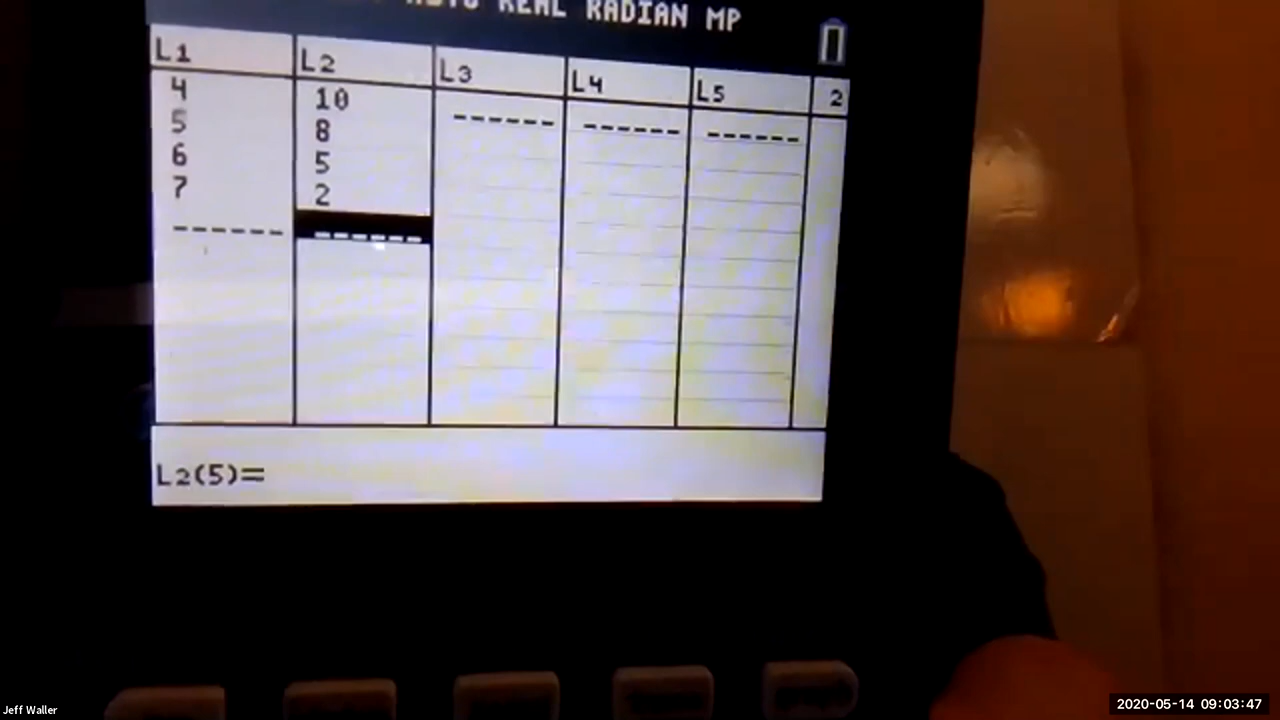 REAL RADIAN MP
L1 L2 L3 L4 L5 2
4 10 ------ ------ ------
5 8
6 5
7 2
------ ------
L2(5)=
Jeff Waller
2020-05-14 09:03:47